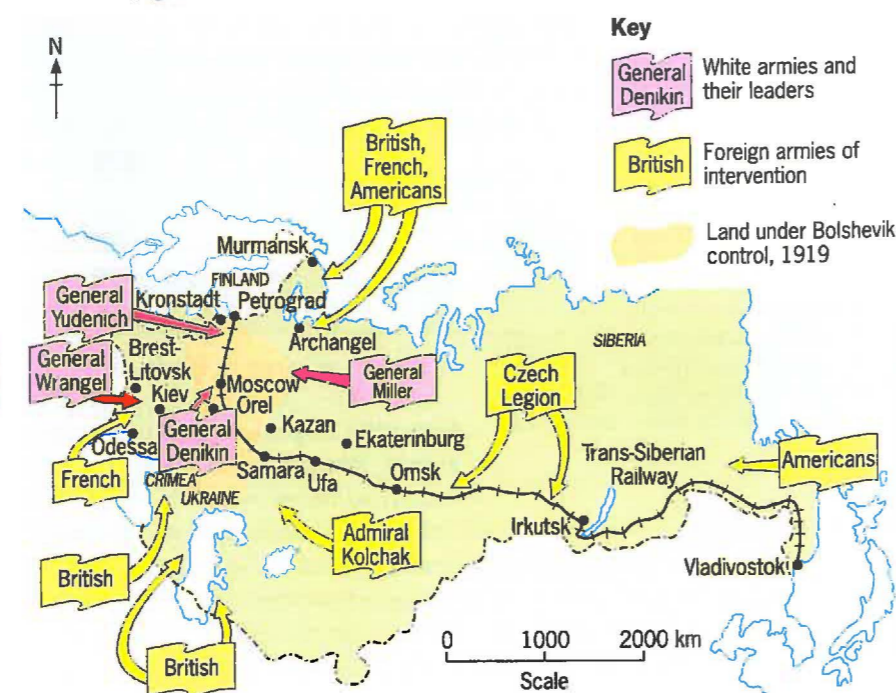 Key
General
Denikin
White armies and
their leaders
British
Foreign armies of
intervention
Land under Bolshevik
control, 1919
N
British,
French,
Americans
Murmansk
FINLAND
General
Yudenich
Kronstadt
Petrograd
Archangel
SIBERIA
General
Wrangel
Brest-
Litovsk
Kiev
Moscow
Orel
General
Miller
Czech
Legion
Odessa
General
Denikin
Kazan
Ekaterinburg
Trans-Siberian
Railway
Americans
French
CRIMEA
UKRAINE
Samara
Ufa
Omsk
Admiral
Kolchak
Irkutsk
Vladivostok
British
British
0 1000 2000 km
Scale